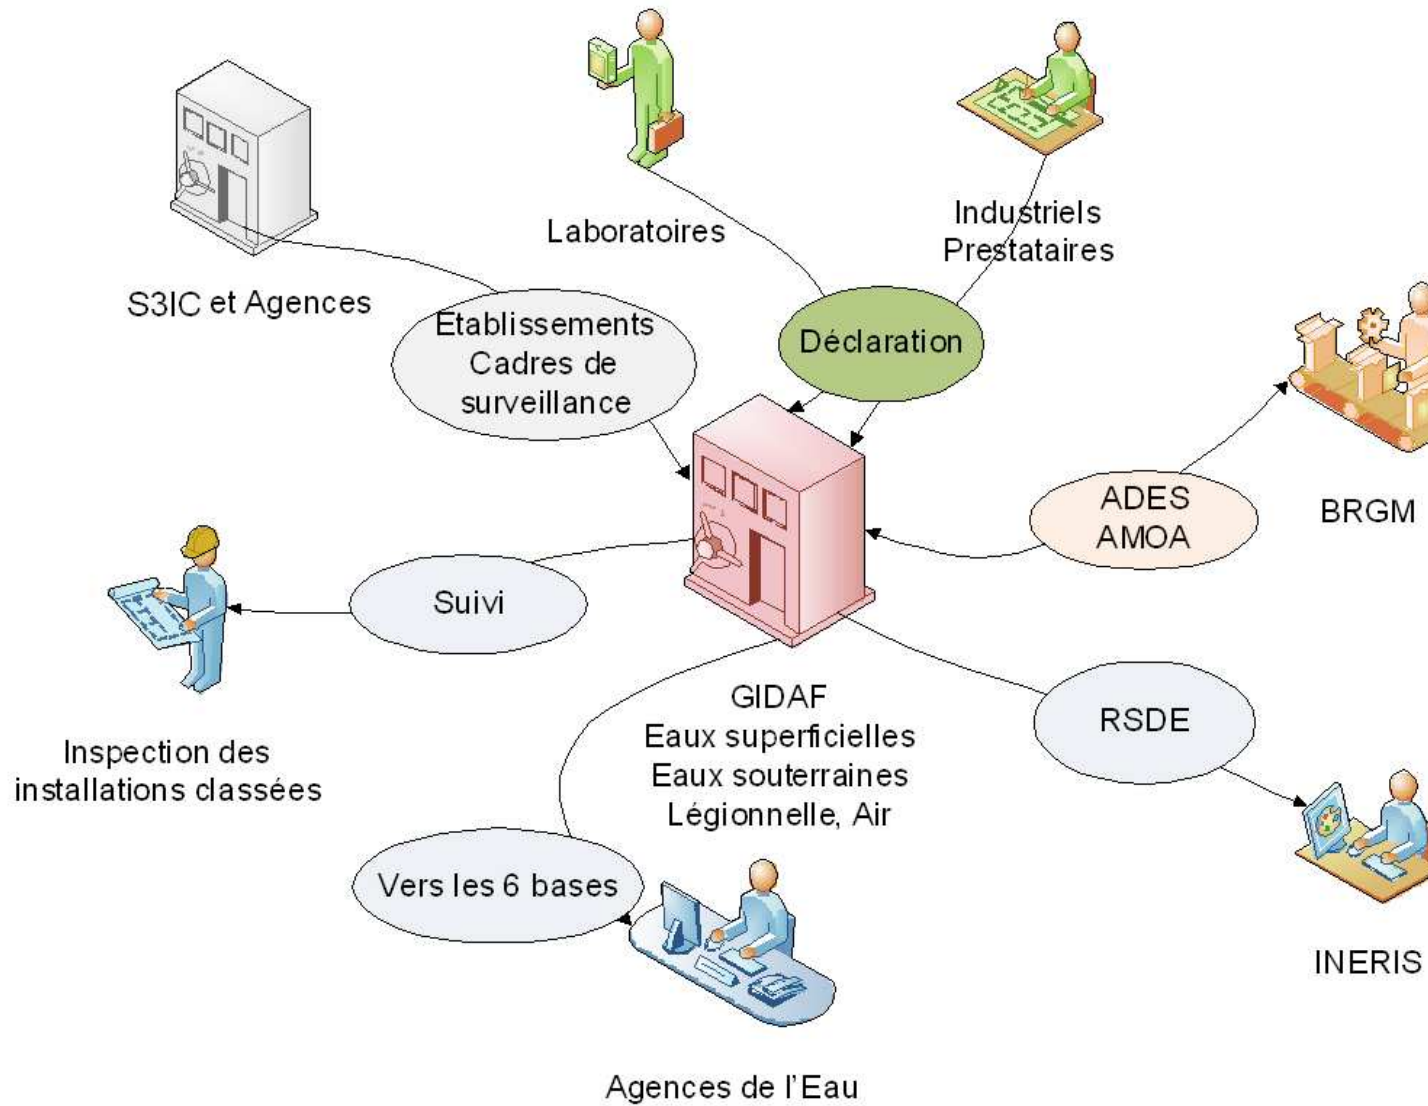 Laboratoires
Industriels
Prestataires
S3IC et Agences
Etablissements
Cadres de
surveillance
Déclaration
ADES
AMOA
BRGM
Suivi
Inspection des
installations classées
GIDAF
Eaux superficielles
Eaux souterraines
Légionnelle, Air
RSDE
INERIS
Vers les 6 bases
Agences de l'Eau